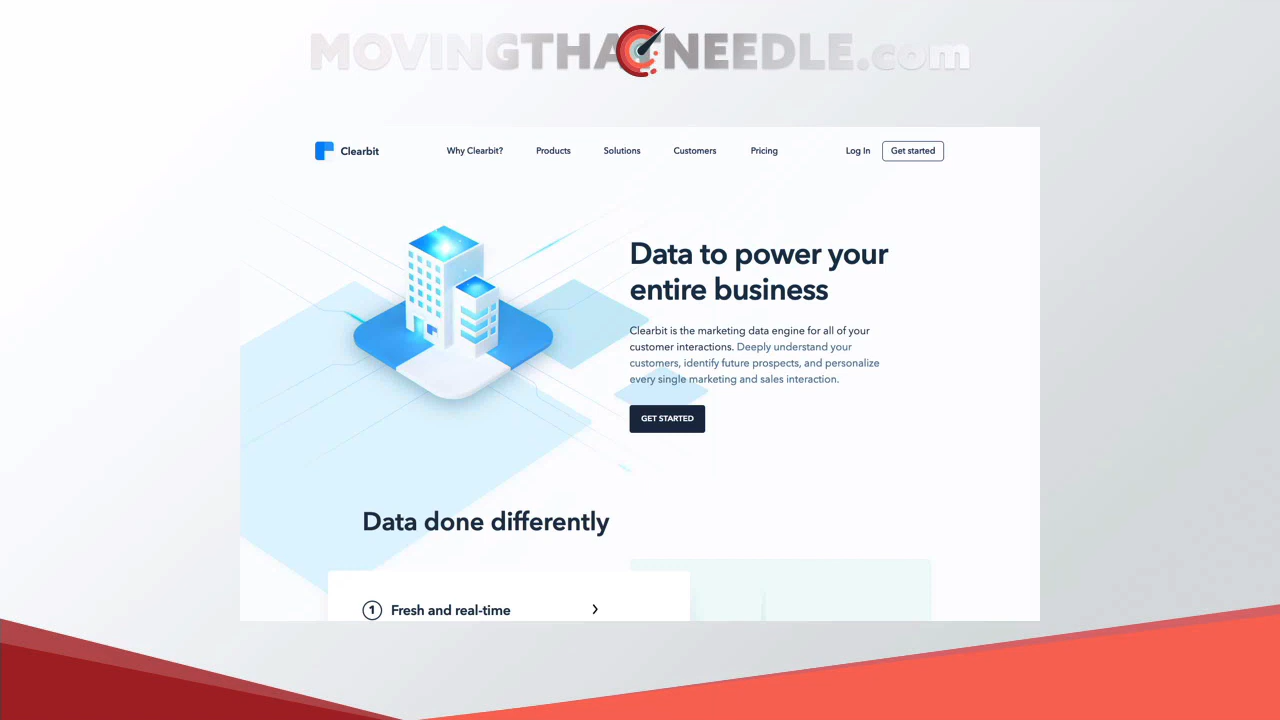 MOVINGTHATNEEDLE.com
Clearbit
Why Clearbit?
Products
Solutions
Customers
Pricing
Log In
Get started
Data to power your
entire business
Clearbit is the marketing data engine for all of your
customer interactions. Deeply understand your
customers, identify future prospects, and personalize
every single marketing and sales interaction.
GET STARTED
Data done differently
1 Fresh and real-time